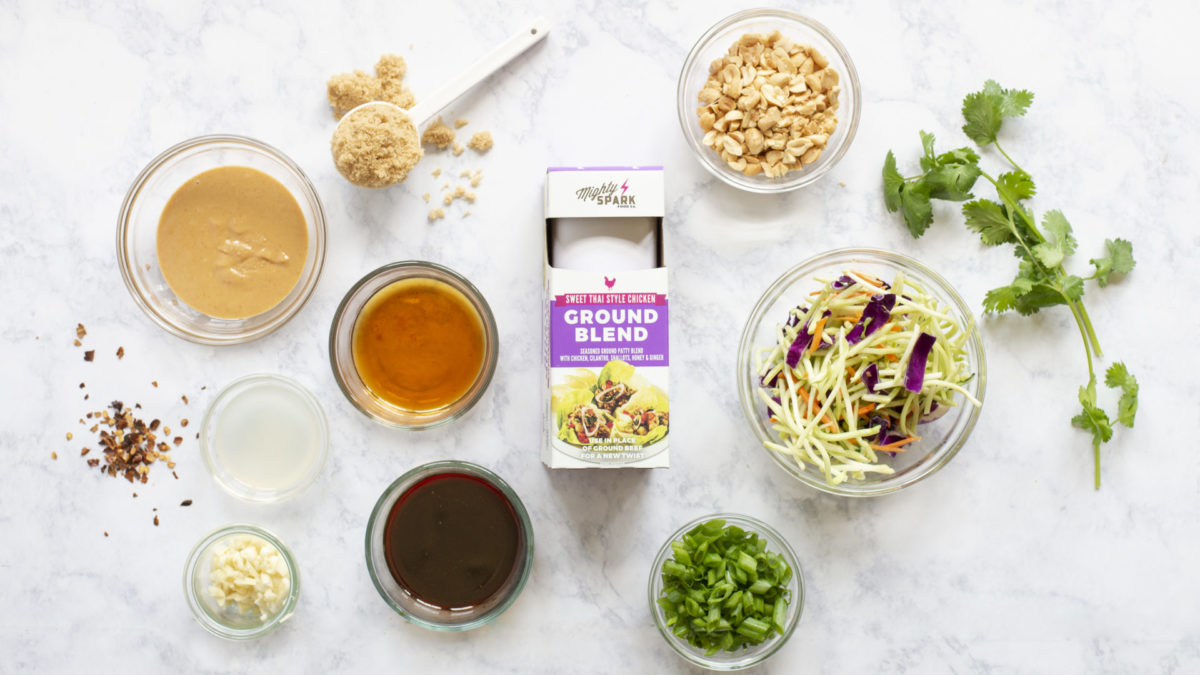 Mighty
SPARK
FOOD CO.
SWEET THAI STYLE CHICKEN
GROUND
BLEND
SEASONED GROUND PATTY BLEND
WITH CHICKEN, CILANTRO, SHALLOTS, HONEY & GINGER
USE IN PLACE
OF GROUND BEEF
FOR A NEW TWIST